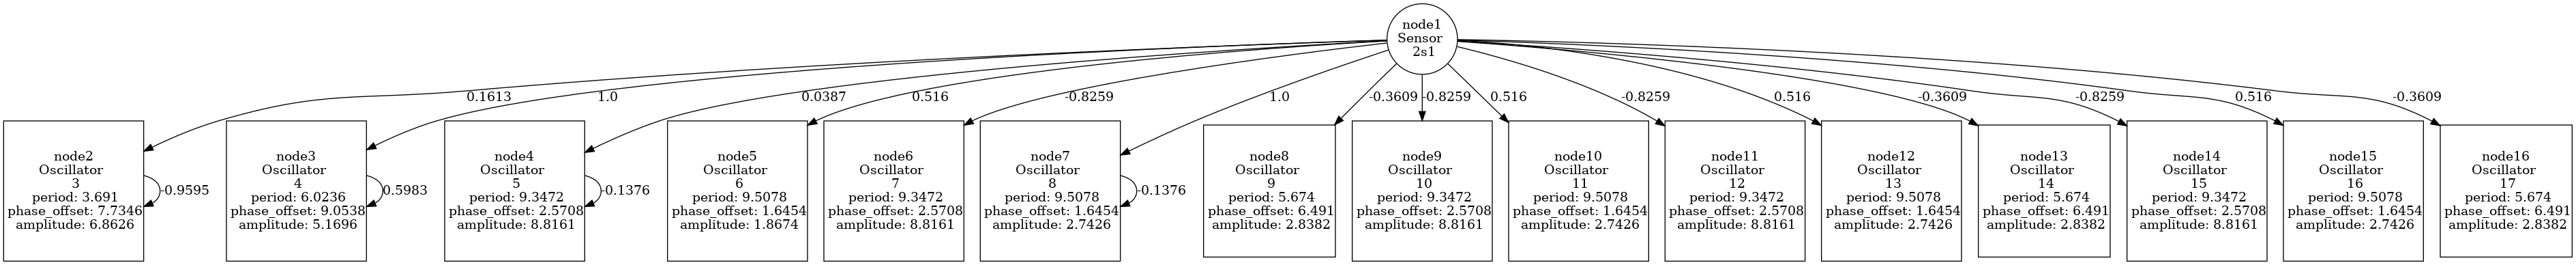 node1
Sensor
2s1
0.1613
1.0
0.0387
0.516
-0.8259
1.0
-0.3609
-0.8259
0.516
-0.8259
0.516
-0.3609
-0.8259
0.516
-0.3609
node2
Oscillator
3
period: 3.691
phase_offset: 7.7346
amplitude: 6.8626
-0.9595
node3
Oscillator
4
period: 6.0236
phase_offset: 9.0538
amplitude: 5.1696
0.5983
node4
Oscillator
5
period: 9.3472
phase_offset: 2.5708
amplitude: 8.8161
-0.1376
node5
Oscillator
6
period: 9.5078
phase_offset: 1.6454
amplitude: 1.8674
node6
Oscillator
7
period: 9.3472
phase_offset: 2.5708
amplitude: 8.8161
node7
Oscillator
8
period: 9.5078
phase_offset: 1.6454
amplitude: 2.7426
-0.1376
node8
Oscillator
9
period: 5.674
phase_offset: 6.491
amplitude: 2.8382
node9
Oscillator
10
period: 9.3472
phase_offset: 2.5708
amplitude: 8.8161
node10
Oscillator
11
period: 9.5078
phase_offset: 1.6454
amplitude: 2.7426
node11
Oscillator
12
period: 9.3472
phase_offset: 2.5708
amplitude: 8.8161
node12
Oscillator
13
period: 9.5078
phase_offset: 1.6454
amplitude: 2.7426
node13
Oscillator
14
period: 5.674
phase_offset: 6.491
amplitude: 2.8382
node14
Oscillator
15
period: 9.3472
phase_offset: 2.5708
amplitude: 8.8161
node15
Oscillator
16
period: 9.5078
phase_offset: 1.6454
amplitude: 2.7426
node16
Oscillator
17
period: 5.674
phase_offset: 6.491
amplitude: 2.8382